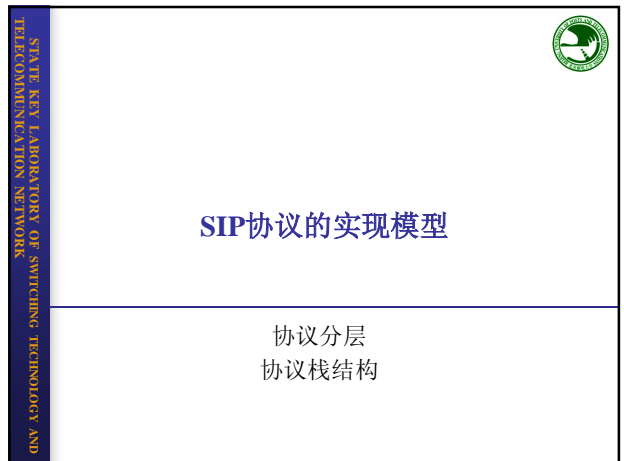 STATE KEY LABORATORY OF SWITCHING TECHNOLOGY AND
TELECOMMUNICATION NETWORK
SIP协议的实现模型
协议分层
协议栈结构